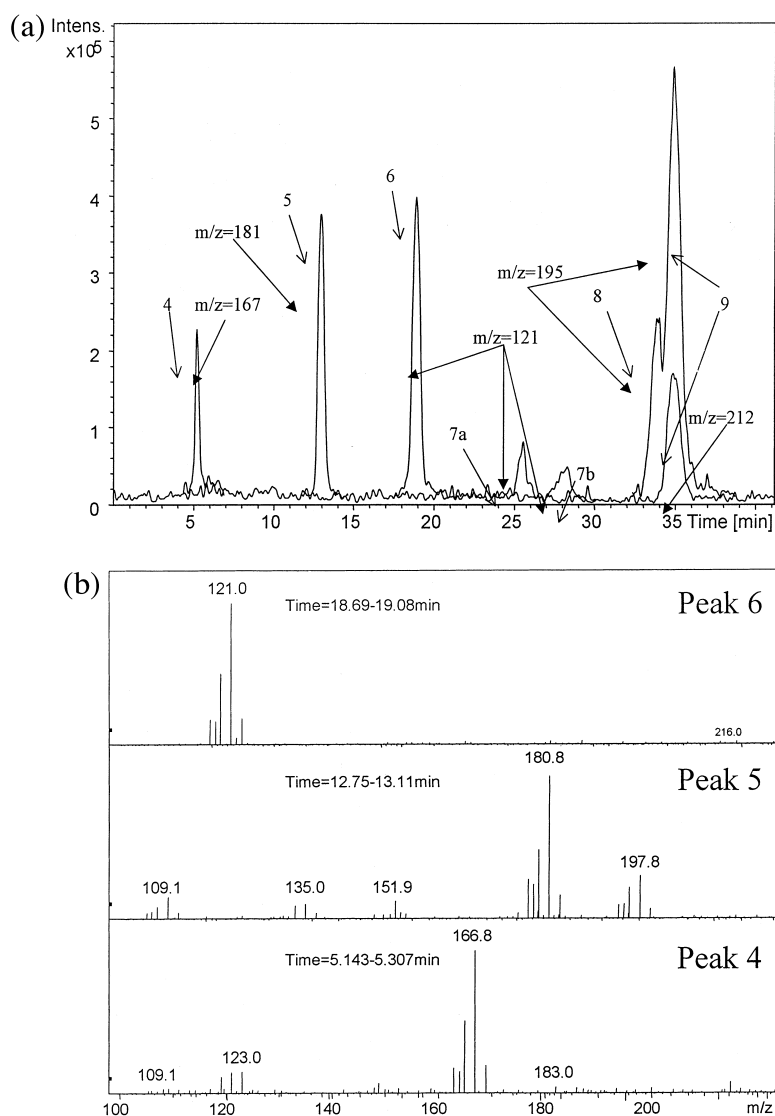 (a) Intens.
x10⁵
5
4
3
2
1
0
4
m/z=167
m/z=181
5
6
m/z=121
7a
7b
m/z=195
8
9
m/z=212
5 10 15 20 25 30 35 Time [min]
(b)
121.0
Time=18.69-19.08min
Peak 6
216.0
180.8
Time=12.75-13.11min
Peak 5
197.8
109.1
135.0
151.9
166.8
Time=5.143-5.307min
Peak 4
109.1
123.0
183.0
100 120 140 160 180 200 m/z